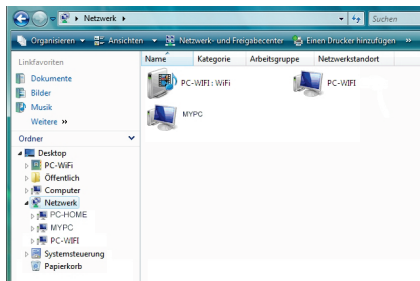 Netzwerk
Suchen
Organisieren Ansichten Netzwerk- und Freigabecenter Einen Drucker hinzufügen »
Linkfavoriten
Dokumente
Bilder
Musik
Weitere »
Ordner
Desktop
PC-WiFi
Öffentlich
Computer
Netzwerk
PC-HOME
MYPC
PC-WIFI
Systemsteuerung
Papierkorb
Name Kategorie Arbeitsgruppe Netzwerkstandort
PC-WIFI : WiFi PC-WIFI
MYPC